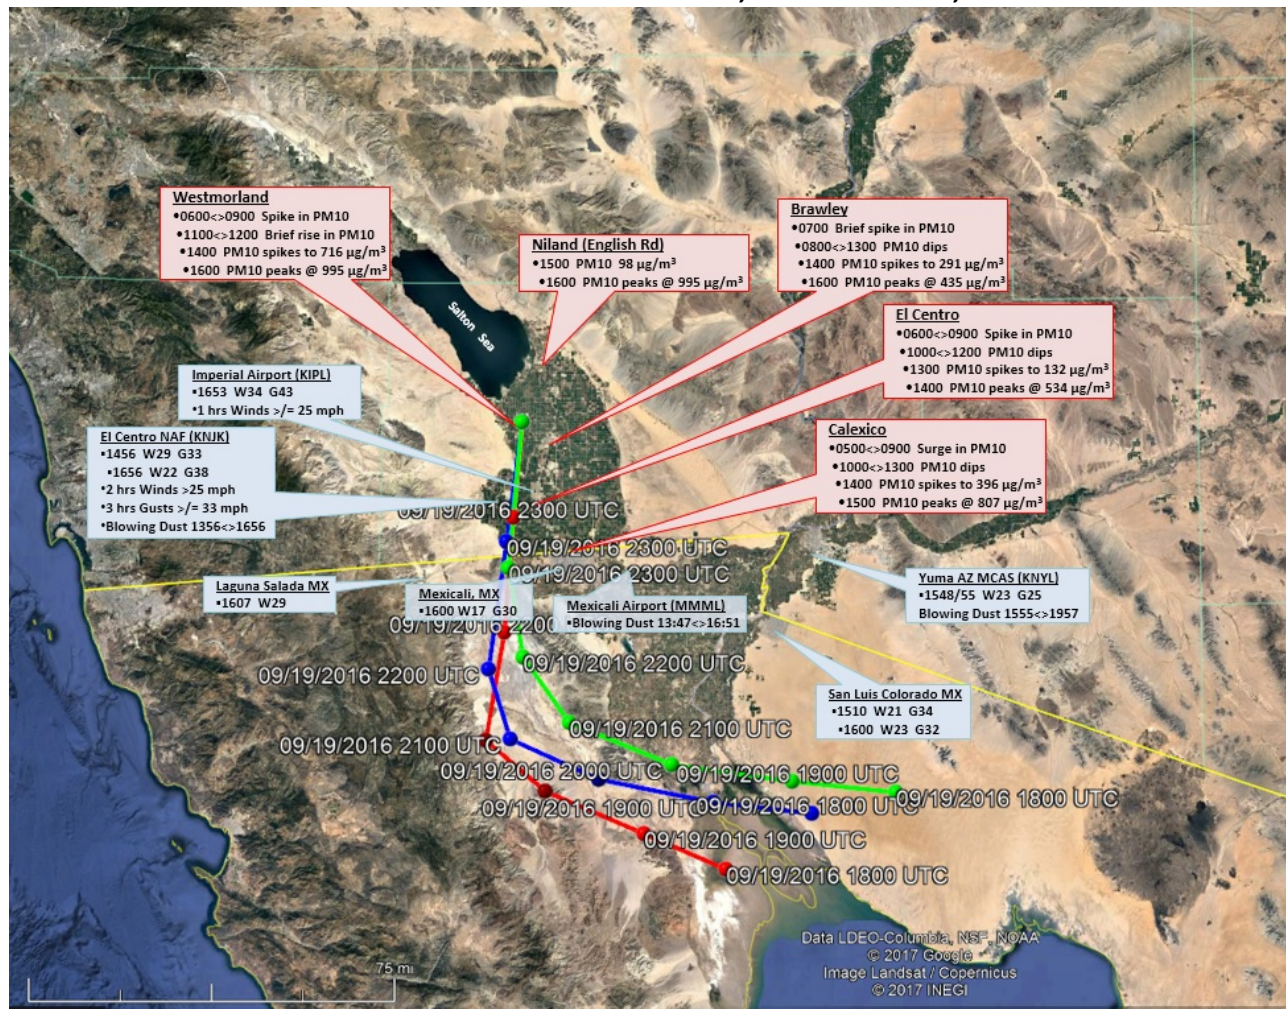 Westmorland
•0600<>0900 Spike in PM10
•1100<>1200 Brief rise in PM10
•1400 PM10 spikes to 716 µg/m³
•1600 PM10 peaks @ 995 µg/m³
Niland (English Rd)
•1500 PM10 98 µg/m³
•1600 PM10 peaks @ 995 µg/m³
Brawley
•0700 Brief spike in PM10
•0800<>1300 PM10 dips
•1400 PM10 spikes to 291 µg/m³
•1600 PM10 peaks @ 435 µg/m³
Salton Sea
El Centro
•0600<>0900 Spike in PM10
•1000<>1200 PM10 dips
•1300 PM10 spikes to 132 µg/m³
•1400 PM10 peaks @ 534 µg/m³
Imperial Airport (KIPL)
▪1653 W34 G43
•1 hrs Winds >/= 25 mph
El Centro NAF (KNJK)
▪1456 W29 G33
▪1656 W22 G38
•2 hrs Winds >25 mph
•3 hrs Gusts >/= 33 mph
•Blowing Dust 1356<>1656
Calexico
•0500<>0900 Surge in PM10
•1000<>1300 PM10 dips
•1400 PM10 spikes to 396 µg/m³
•1500 PM10 peaks @ 807 µg/m³
09/19/2016 2300 UTC
09/19/2016 2300 UTC
09/19/2016 2300 UTC
Laguna Salada MX
▪1607 W29
Mexicali, MX
▪1600 W17 G30
Mexicali Airport (MMML)
▪Blowing Dust 13:47<>16:51
Yuma AZ MCAS (KNYL)
▪1548/55 W23 G25
Blowing Dust 1555<>1957
09/19/2016 2200
09/19/2016 2200 UTC
09/19/2016 2200 UTC
San Luis Colorado MX
▪1510 W21 G34
▪1600 W23 G32
09/19/2016 2100 UTC
09/19/2016 2100 UTC
09/19/2016 2000 UTC
09/19/2016 1900 UTC
09/19/2016 1900 UTC
09/19/2016 1800 UTC
09/19/2016 1800 UTC
09/19/2016 1900 UTC
09/19/2016 1800 UTC
Data LDEO-Columbia, NSF, NOAA
© 2017 Google
Image Landsat / Copernicus
© 2017 INEGI
75 mi